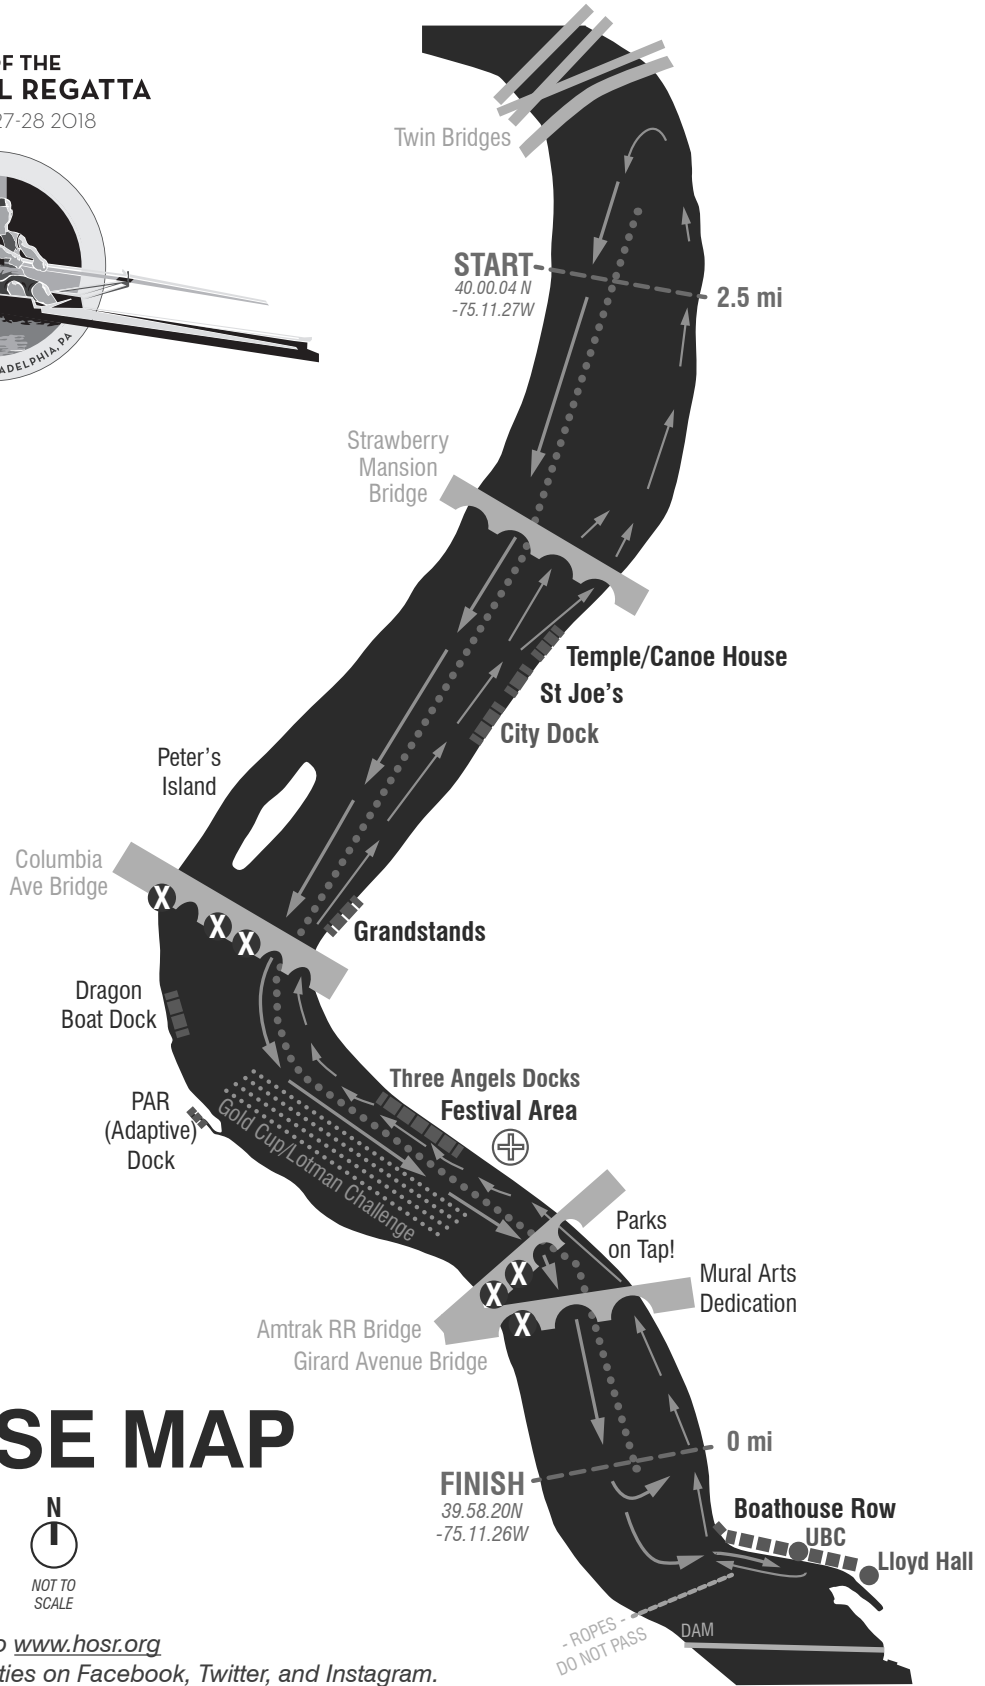 F THE
L REGATTA
27-28 2018
ADELPHIA, PA
Twin Bridges
START
40.00.04 N
-75.11.27W
2.5 mi
Strawberry
Mansion
Bridge
Temple/Canoe House
St Joe's
City Dock
Peter's
Island
Columbia
Ave Bridge
X
X
X
Grandstands
Dragon
Boat Dock
Three Angels Docks
Festival Area
PAR
(Adaptive)
Dock
Gold Cup/Lotman Challenge
Parks
on Tap!
X
X
X
Mural Arts
Dedication
Amtrak RR Bridge
Girard Avenue Bridge
SE MAP
0 mi
FINISH
39.58.20N
-75.11.26W
N
NOT TO
SCALE
Boathouse Row
UBC
Lloyd Hall
- ROPES -
DO NOT PASS
DAM
o www.hosr.org
ties on Facebook, Twitter, and Instagram.